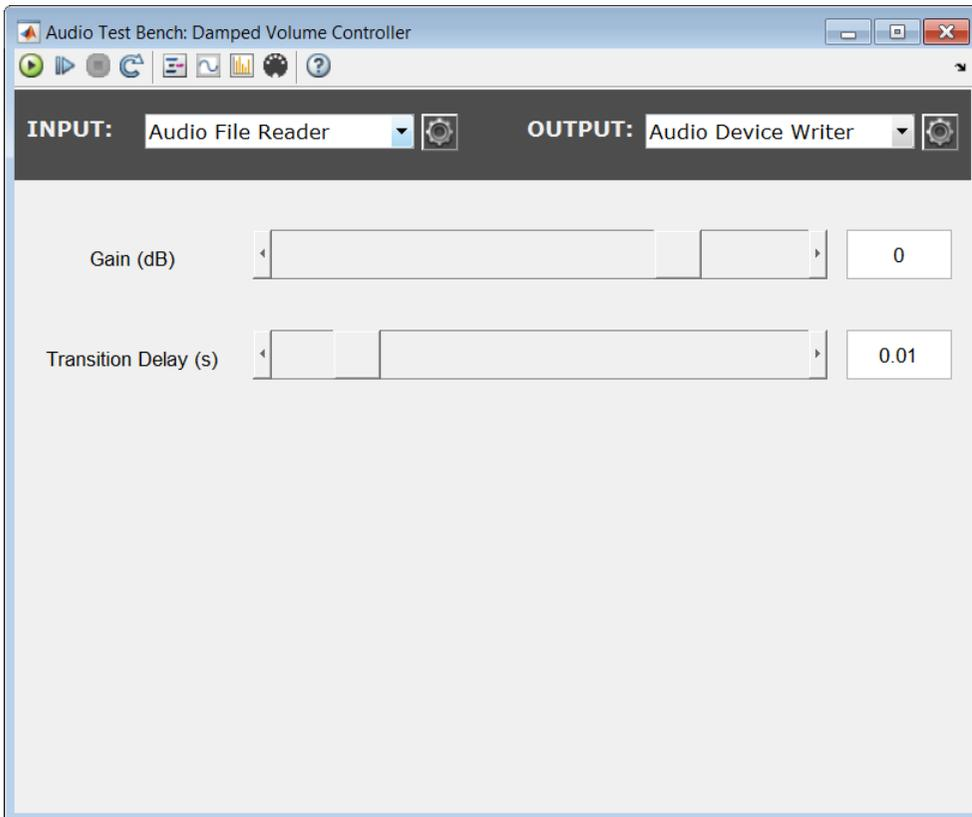 Audio Test Bench: Damped Volume Controller
INPUT: Audio File Reader OUTPUT: Audio Device Writer
Gain (dB) 0
Transition Delay (s) 0.01